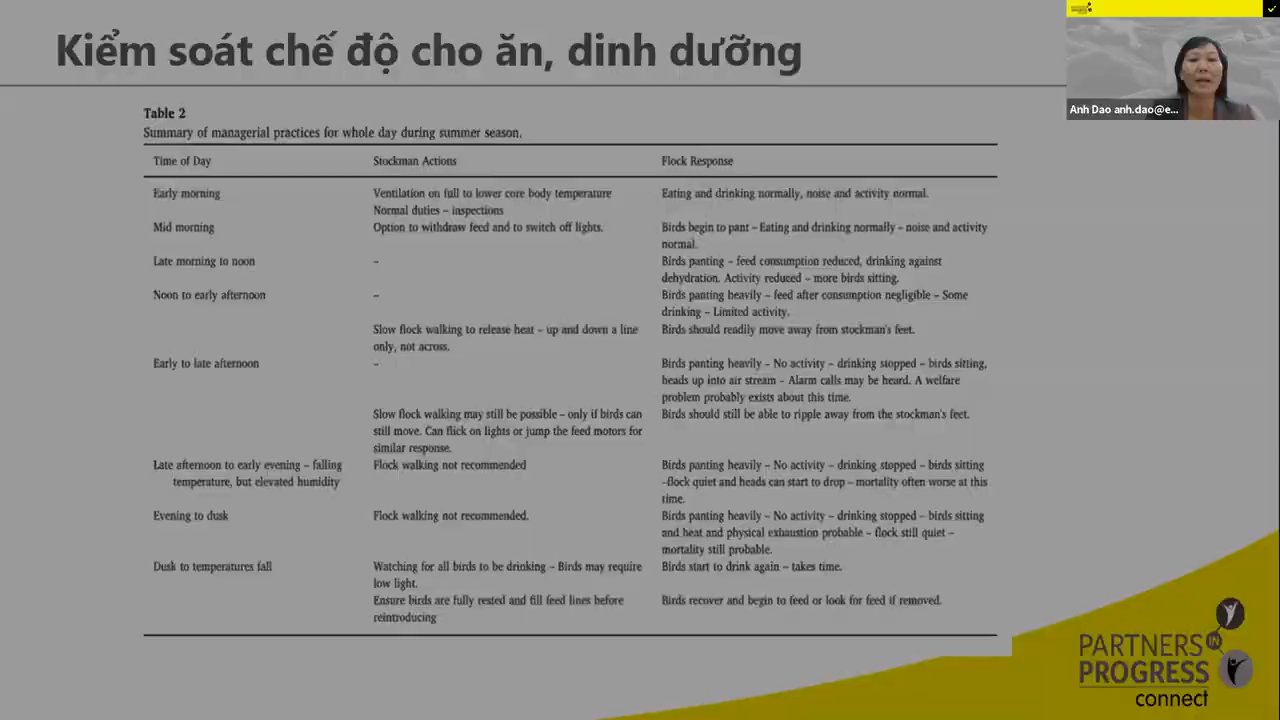 Kiểm soát chế độ cho ăn, dinh dưỡng
Anh Dao anh.dao@e...
Table 2
Summary of managerial practices for whole day during summer season.
Time of Day Stockman Actions Flock Response
Early morning Ventilation on full to lower core body temperature Eating and drinking normally, noise and activity normal.
Normal duties – inspections
Mid morning Option to withdraw feed and to switch off lights. Birds begin to pant – Eating and drinking normally – noise and activity
normal.
Late morning to noon – Birds panting – feed consumption reduced, drinking against
dehydration. Activity reduced – more birds sitting.
Noon to early afternoon – Birds panting heavily – feed after consumption negligible – Some
drinking – Limited activity.
Slow flock walking to release heat – up and down a line Birds should readily move away from stockman's feet.
only, not across.
Early to late afternoon – Birds panting heavily – No activity – drinking stopped – birds sitting,
heads up into air stream – Alarm calls may be heard. A welfare
problem probably exists about this time.
Slow flock walking may still be possible – only if birds can Birds should still be able to ripple away from the stockman's feet.
still move. Can flick on lights or jump the feed motors for
similar response.
Late afternoon to early evening – falling Flock walking not recommended Birds panting heavily – No activity – drinking stopped – birds sitting
temperature, but elevated humidity –flock quiet and heads can start to drop – mortality often worse at this
time.
Evening to dusk Flock walking not recommended. Birds panting heavily – No activity – drinking stopped – birds sitting
and heat and physical exhaustion probable – flock still quiet –
mortality still probable.
Dusk to temperatures fall Watching for all birds to be drinking – Birds may require Birds start to drink again – takes time.
low light.
Ensure birds are fully rested and fill feed lines before Birds recover and begin to feed or look for feed if removed.
reintroducing
PARTNERS IN
PROGRESS
connect